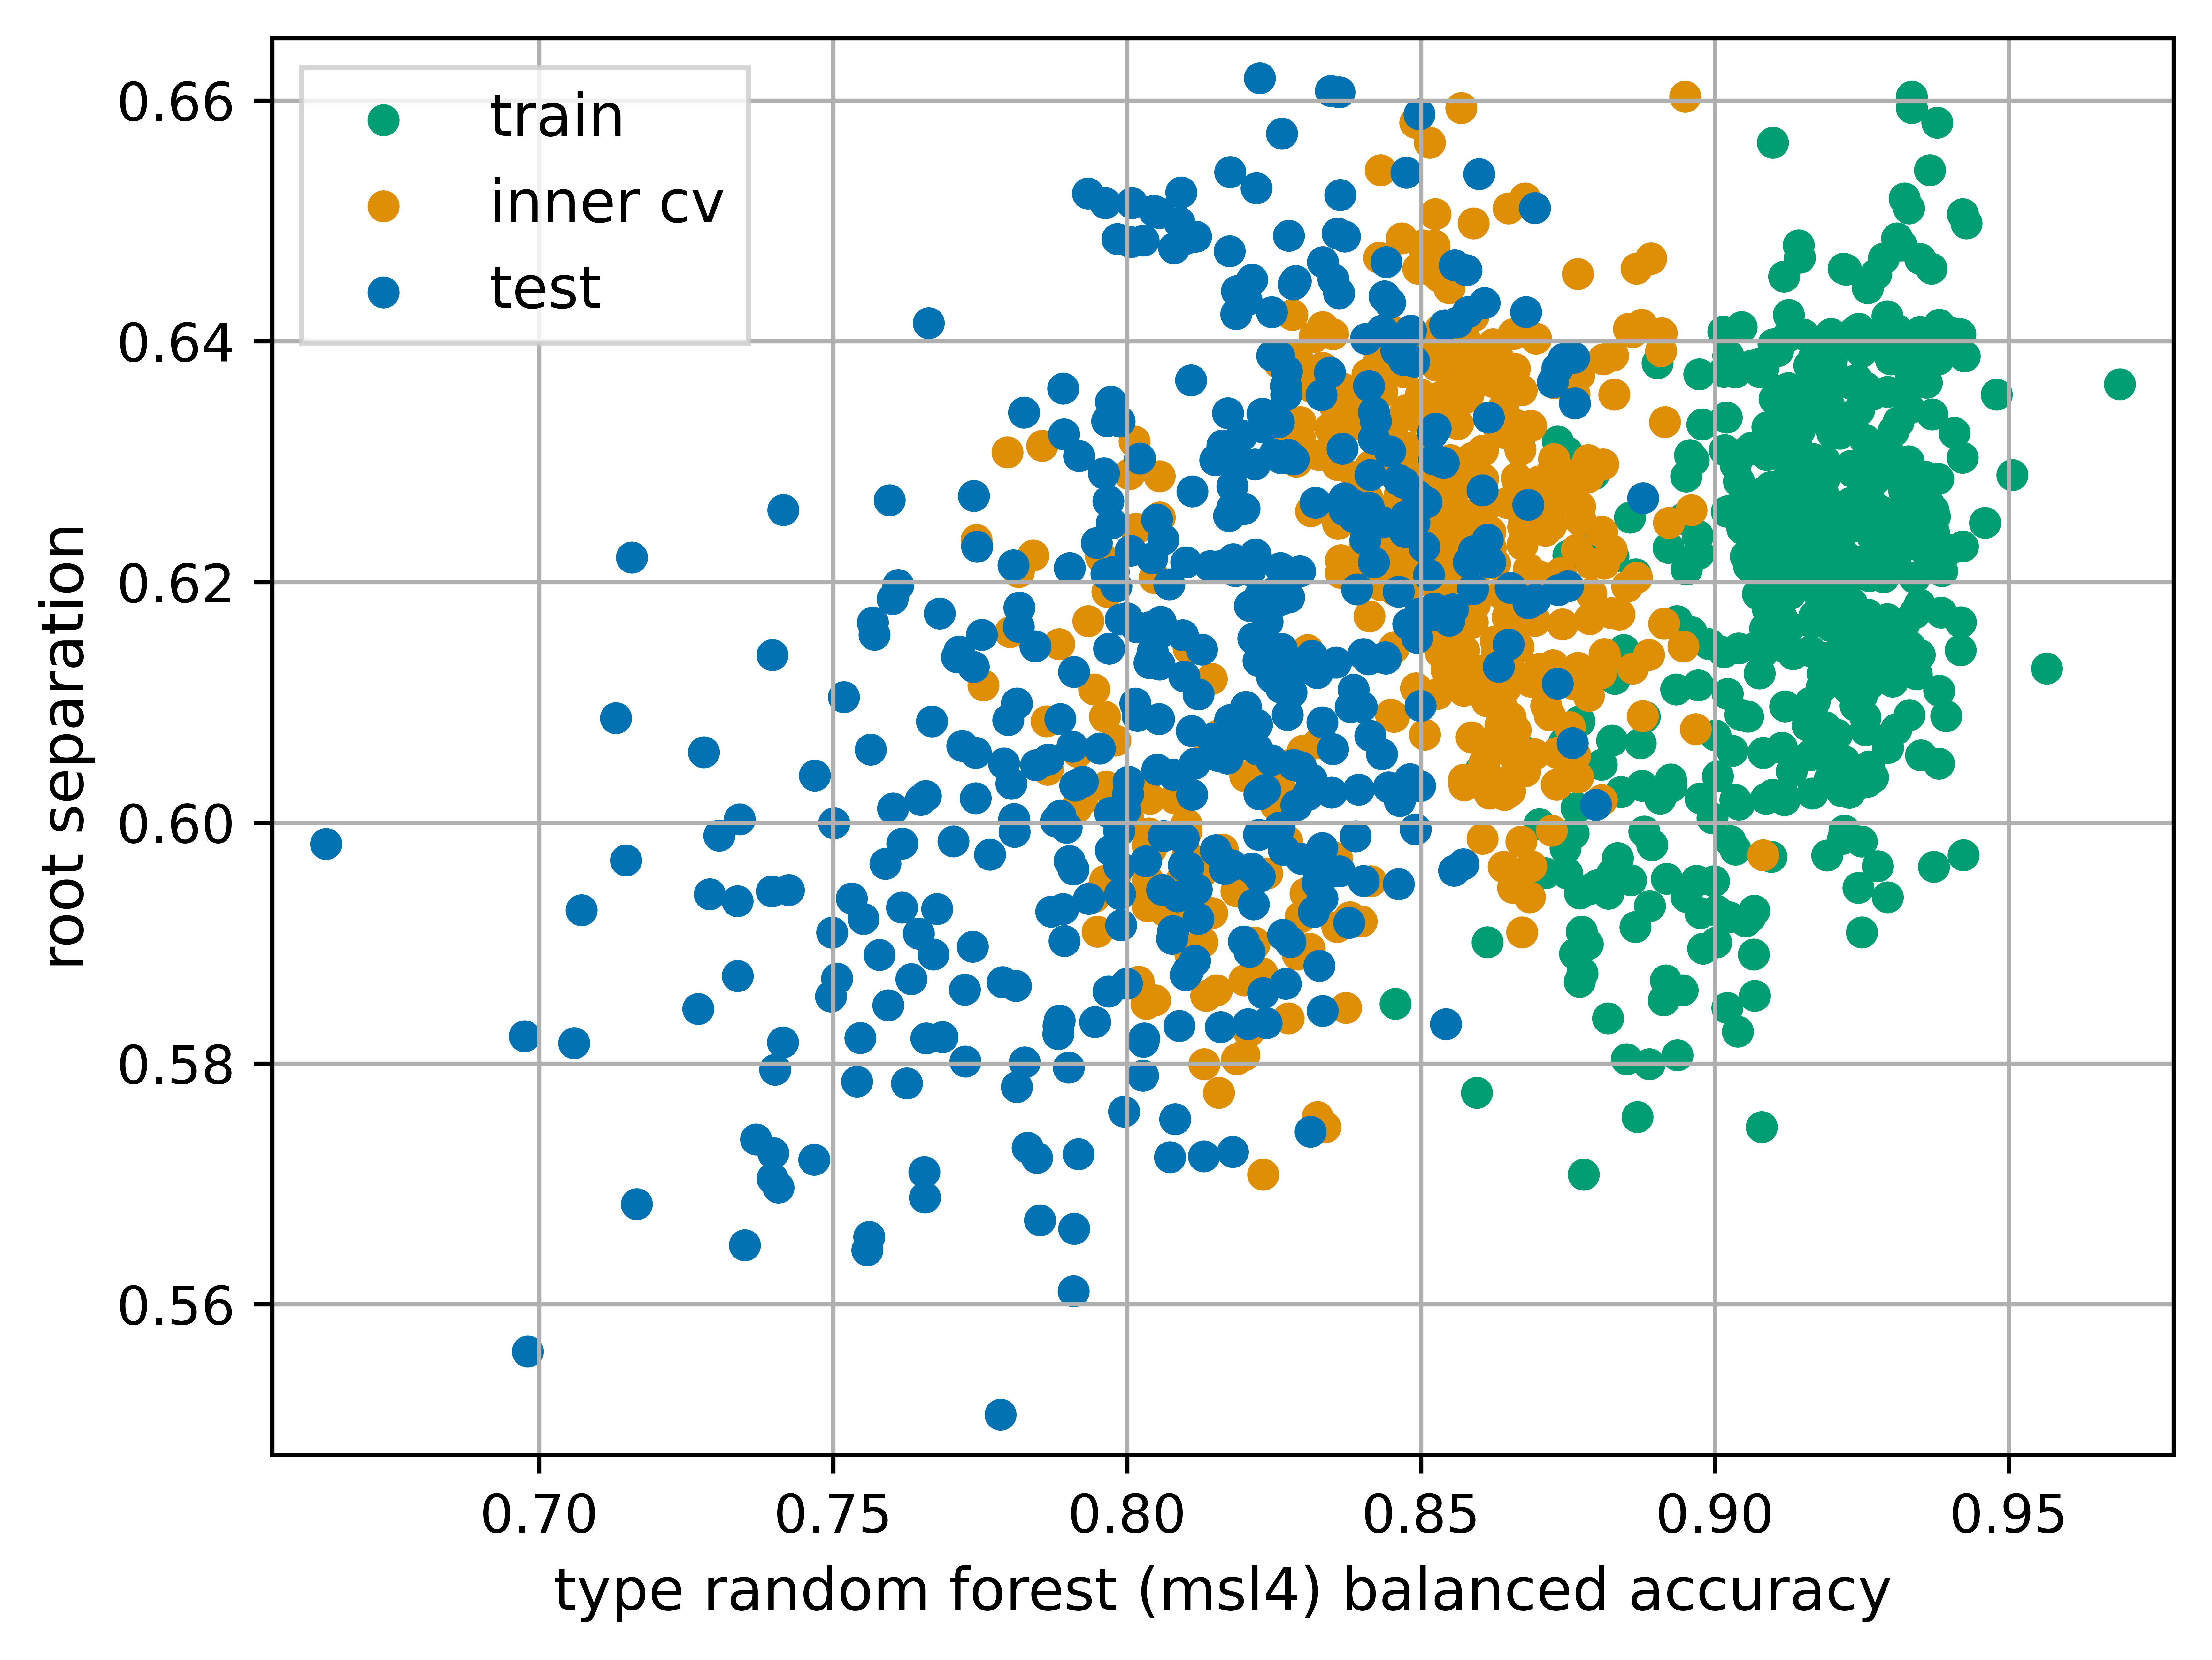 train
inner cv
test
0.66
0.64
0.62
0.60
0.58
0.56
root separation
0.70 0.75 0.80 0.85 0.90 0.95
type random forest (msl4) balanced accuracy